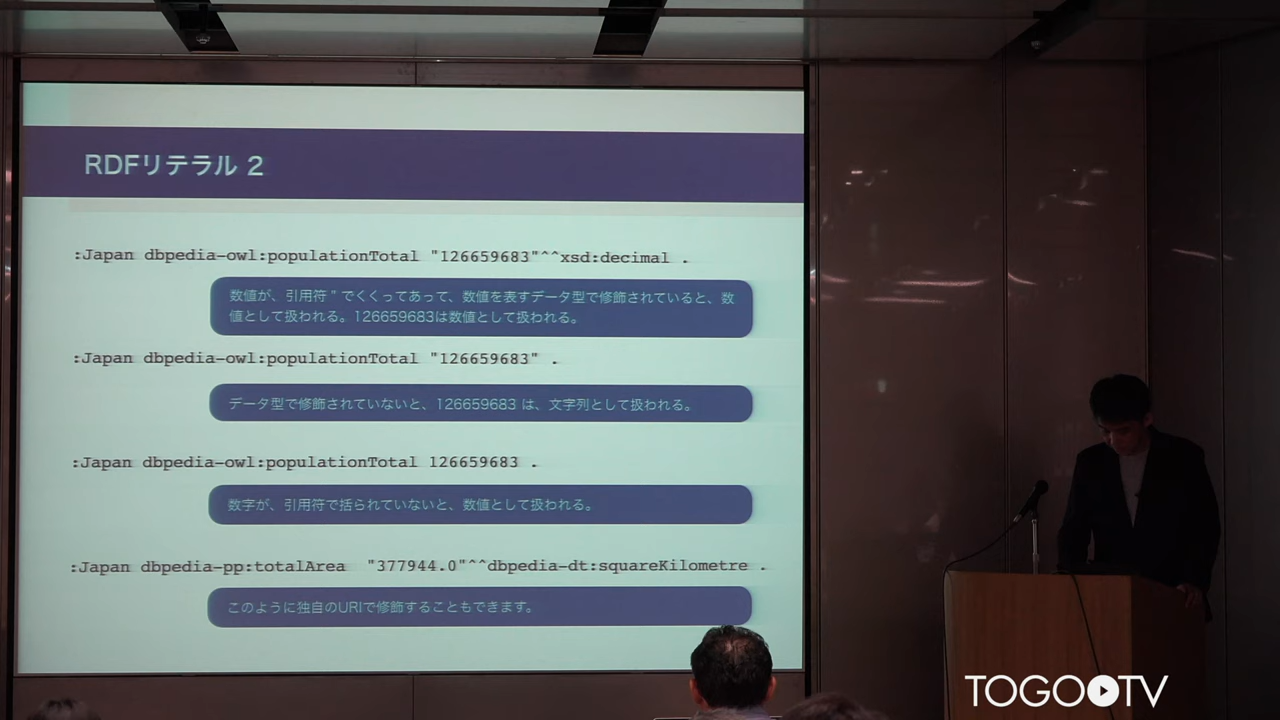 RDFリテラル 2
:Japan dbpedia-owl:populationTotal "126659683"^^xsd:decimal .
数値が、引用符 " でくくってあって、数値を表すデータ型で修飾されていると、数
値として扱われる。126659683は数値として扱われる。
:Japan dbpedia-owl:populationTotal "126659683" .
データ型で修飾されていないと、126659683 は、文字列として扱われる。
:Japan dbpedia-owl:populationTotal 126659683 .
数字が、引用符で括られていないと、数値として扱われる。
:Japan dbpedia-pp:totalArea "377944.0"^^dbpedia-dt:squareKilometre .
このように独自のURIで修飾することもできます。
TOGO TV